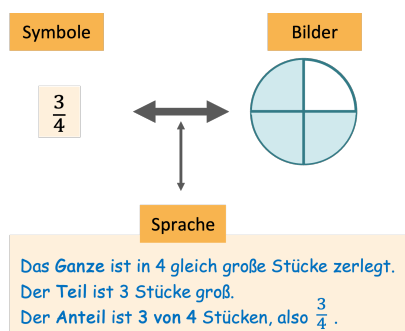 Symbole
Bilder
3/4
Sprache
Das Ganze ist in 4 gleich große Stücke zerlegt.
Der Teil ist 3 Stücke groß.
Der Anteil ist 3 von 4 Stücken, also 3/4 .